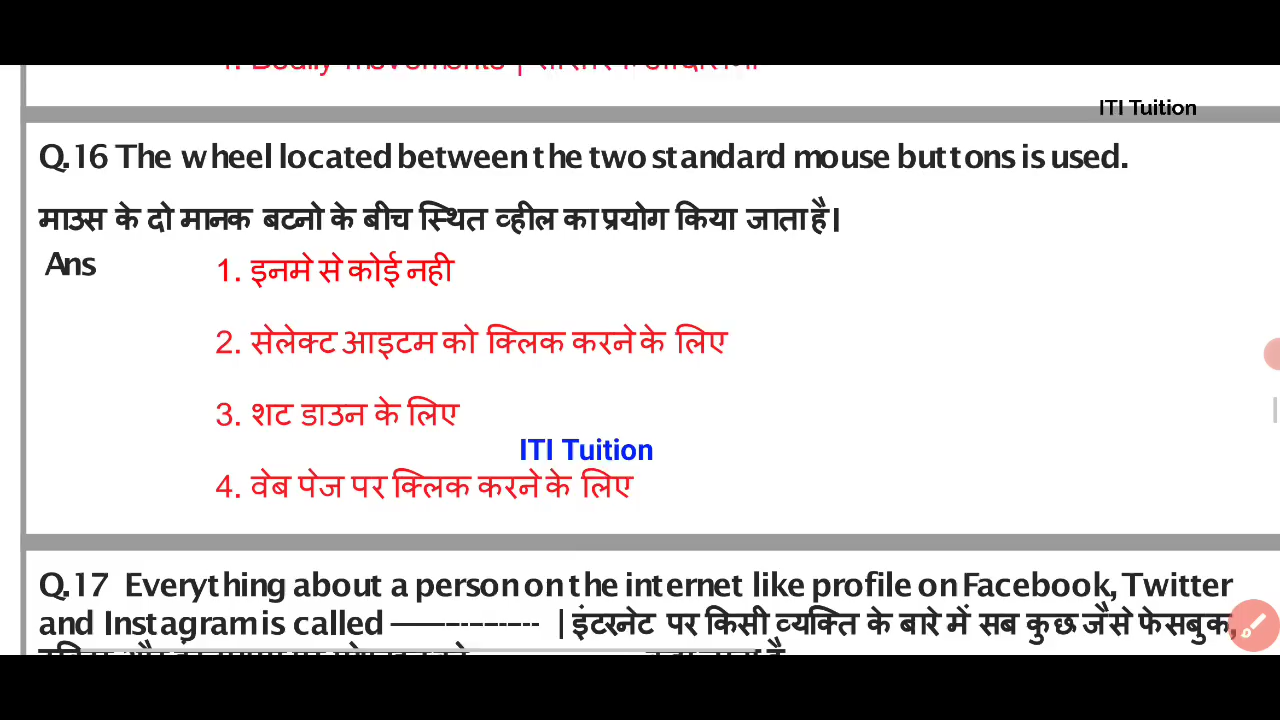 ITI Tuition
Q.16 The wheel located between the two standard mouse buttons is used.
माउस के दो मानक बटनो के बीच स्थित व्हील का प्रयोग किया जाता है।
Ans
1. इनमे से कोई नही
2. सेलेक्ट आइटम को क्लिक करने के लिए
3. शट डाउन के लिए
ITI Tuition
4. वेब पेज पर क्लिक करने के लिए
Q.17 Everything about a person on the internet like profile on Facebook, Twitter
and Instagram is called ---------------- | इंटरनेट पर किसी व्यक्ति के बारे में सब कुछ जैसे फेसबुक,